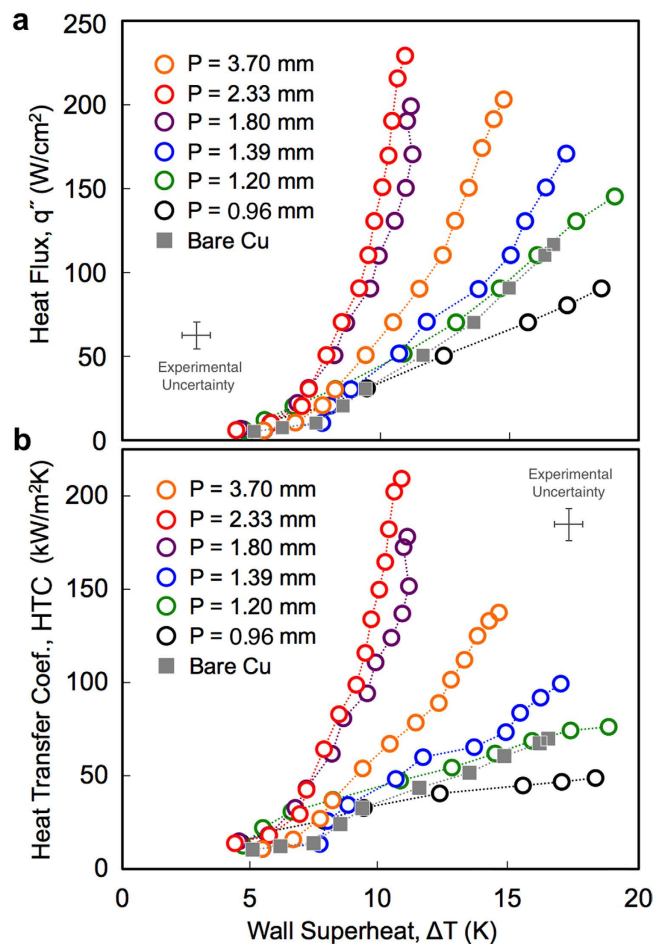 a
250
200
150
100
50
0
Heat Flux, q″ (W/cm²)
P = 3.70 mm
P = 2.33 mm
P = 1.80 mm
P = 1.39 mm
P = 1.20 mm
P = 0.96 mm
Bare Cu
Experimental
Uncertainty
b
200
150
100
50
0
Heat Transfer Coef., HTC (kW/m²K)
P = 3.70 mm
P = 2.33 mm
P = 1.80 mm
P = 1.39 mm
P = 1.20 mm
P = 0.96 mm
Bare Cu
Experimental
Uncertainty
0 5 10 15 20
Wall Superheat, ΔT (K)